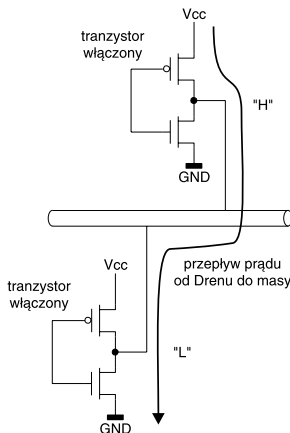 Vcc
tranzystor
włączony
"H"
GND
przepływ prądu
od Drenu do masy
Vcc
tranzystor
włączony
"L"
GND